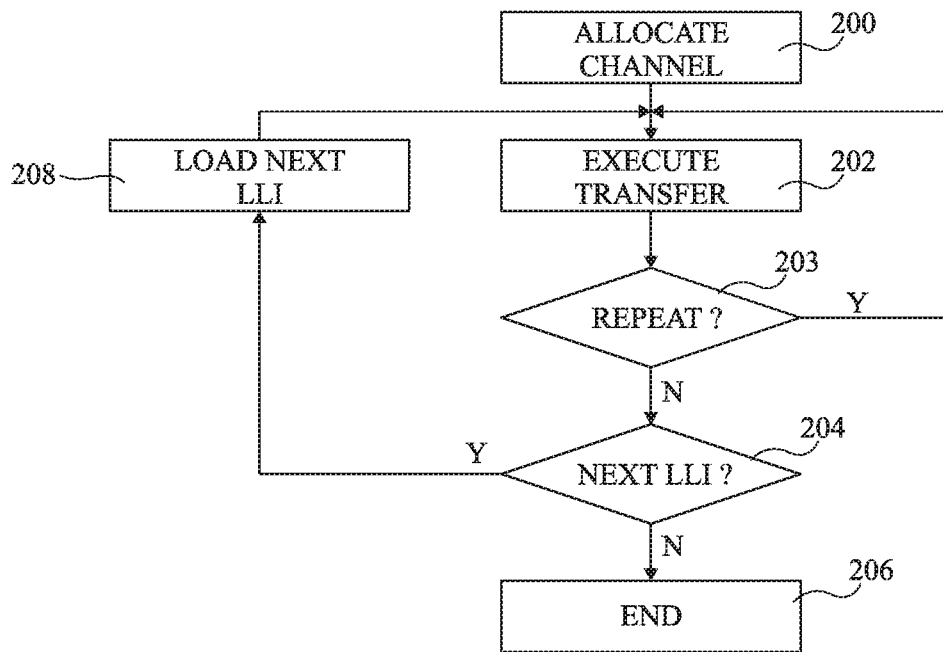 ALLOCATE
CHANNEL
200
LOAD NEXT
LLI
208
EXECUTE
TRANSFER
202
REPEAT ?
203
Y
N
NEXT LLI ?
204
Y
N
END
206